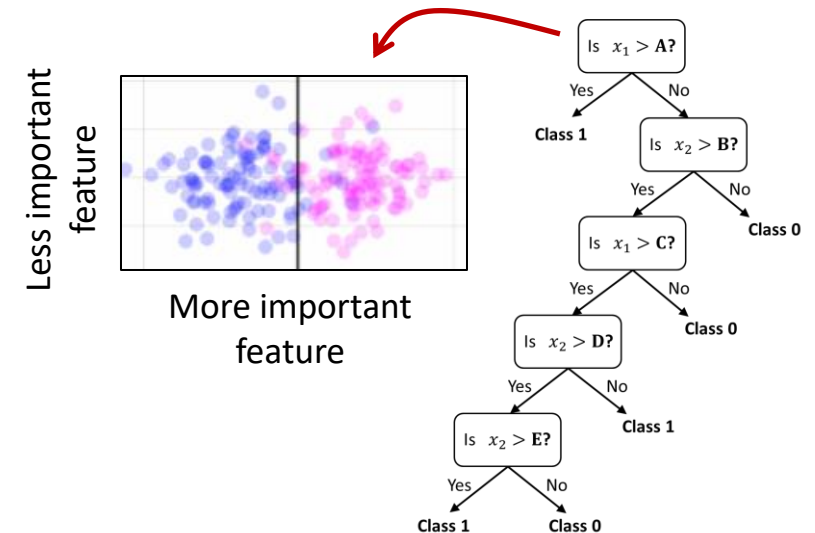 Less important
feature
More important
feature
Is x₁ > A?
Yes
No
Class 1
Is x₂ > B?
Yes
No
Class 0
Is x₁ > C?
Yes
No
Class 0
Is x₂ > D?
Yes
No
Class 1
Is x₂ > E?
Yes
No
Class 1
Class 0